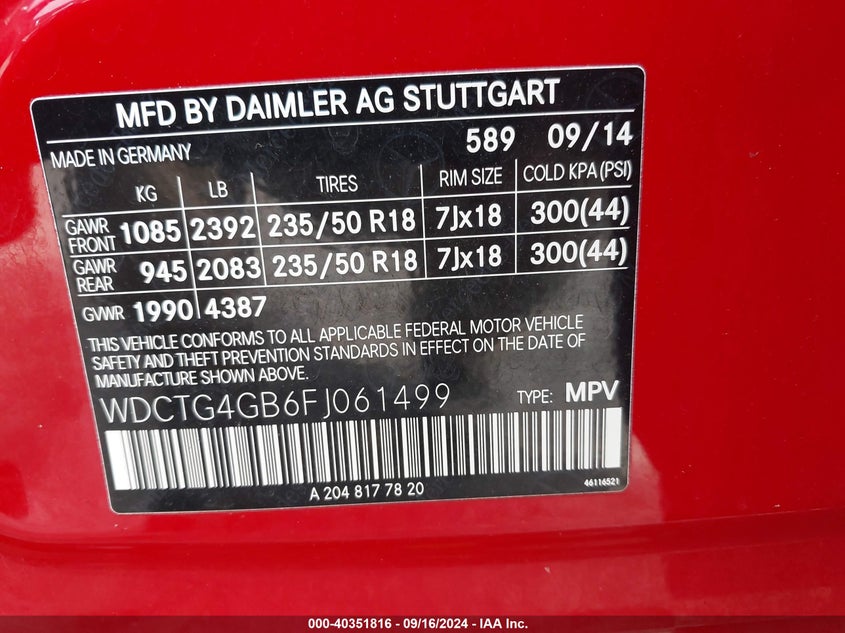 MFD BY DAIMLER AG STUTTGART
589 09/14
MADE IN GERMANY
KG LB TIRES RIM SIZE COLD KPA (PSI)
GAWR FRONT 1085 2392 235/50 R18 7Jx18 300(44)
GAWR REAR 945 2083 235/50 R18 7Jx18 300(44)
GVWR 1990 4387
THIS VEHICLE CONFORMS TO ALL APPLICABLE FEDERAL MOTOR VEHICLE
SAFETY AND THEFT PREVENTION STANDARDS IN EFFECT ON THE DATE OF
MANUFACTURE SHOWN ABOVE.
WDCTG4GB6FJ061499 TYPE: MPV
A 204 817 78 20
46116521
000-40351816 - 09/16/2024 - IAA Inc.